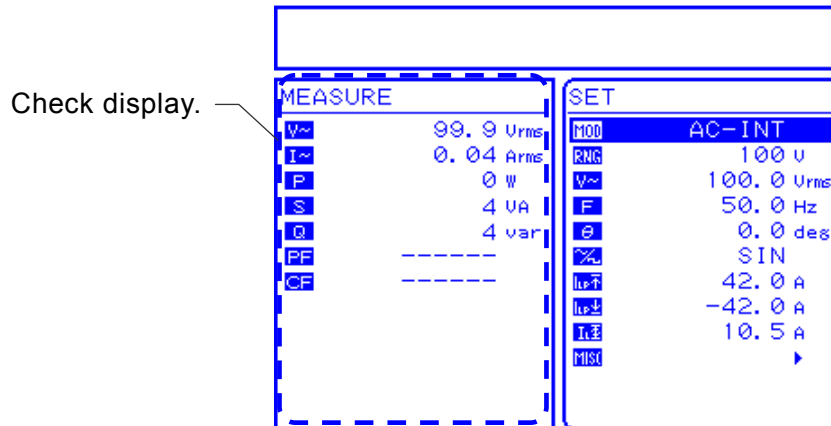 Check display.
MEASURE
V~ 99.9 Vrms
I~ 0.04 Arms
P 0 W
S 4 VA
Q 4 var
PF ------
CF ------
SET
MOD AC-INT
RNG 100 V
V~ 100.0 Vrms
F 50.0 Hz
θ 0.0 deg
SIN
42.0 A
-42.0 A
10.5 A
MISC